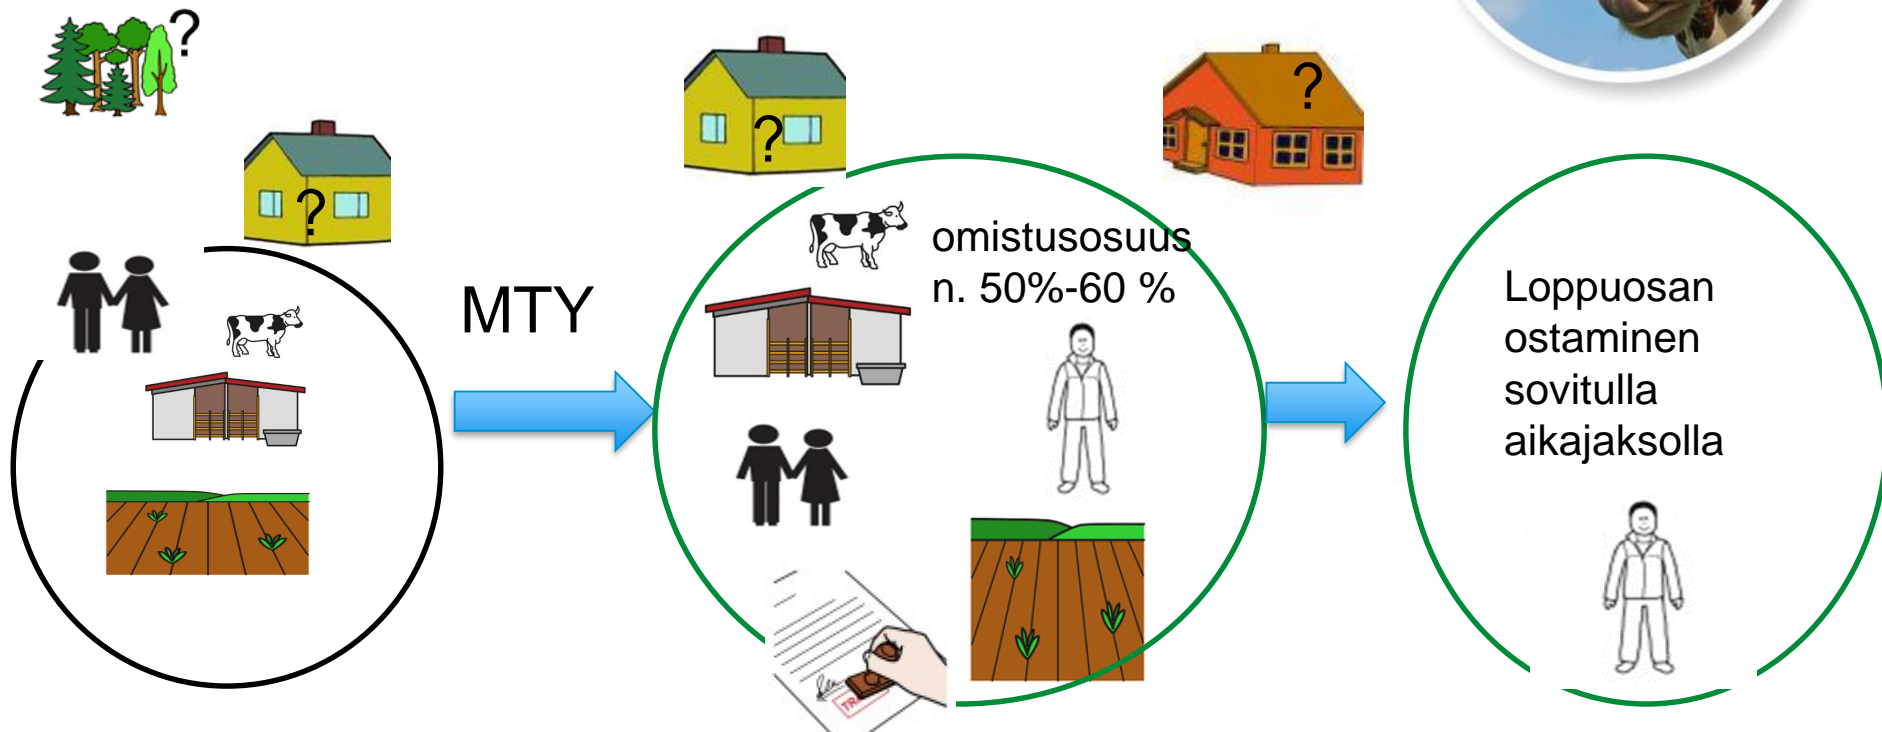 ?
?
MTY
?
omistusosuus
n. 50%-60 %
?
Loppuosan
ostaminen
sovitulla
aikajaksolla